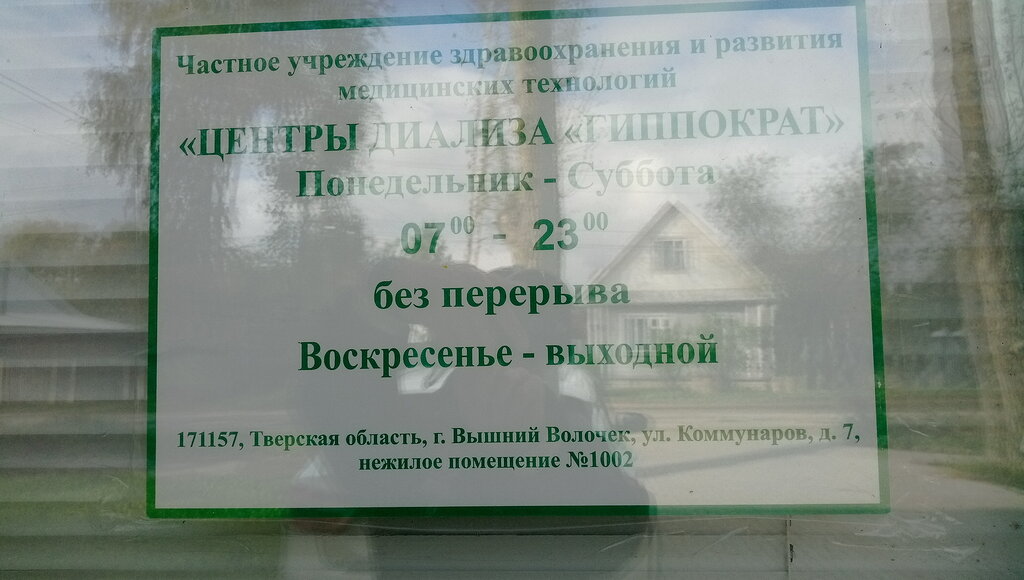 Частное учреждение здравоохранения и развития
медицинских технологий
«ЦЕНТРЫ ДИАЛИЗА «ГИППОКРАТ»
Понедельник - Суббота
07⁰⁰ - 23⁰⁰
без перерыва
Воскресенье - выходной
171157, Тверская область, г. Вышний Волочек, ул. Коммунаров, д. 7,
нежилое помещение №1002